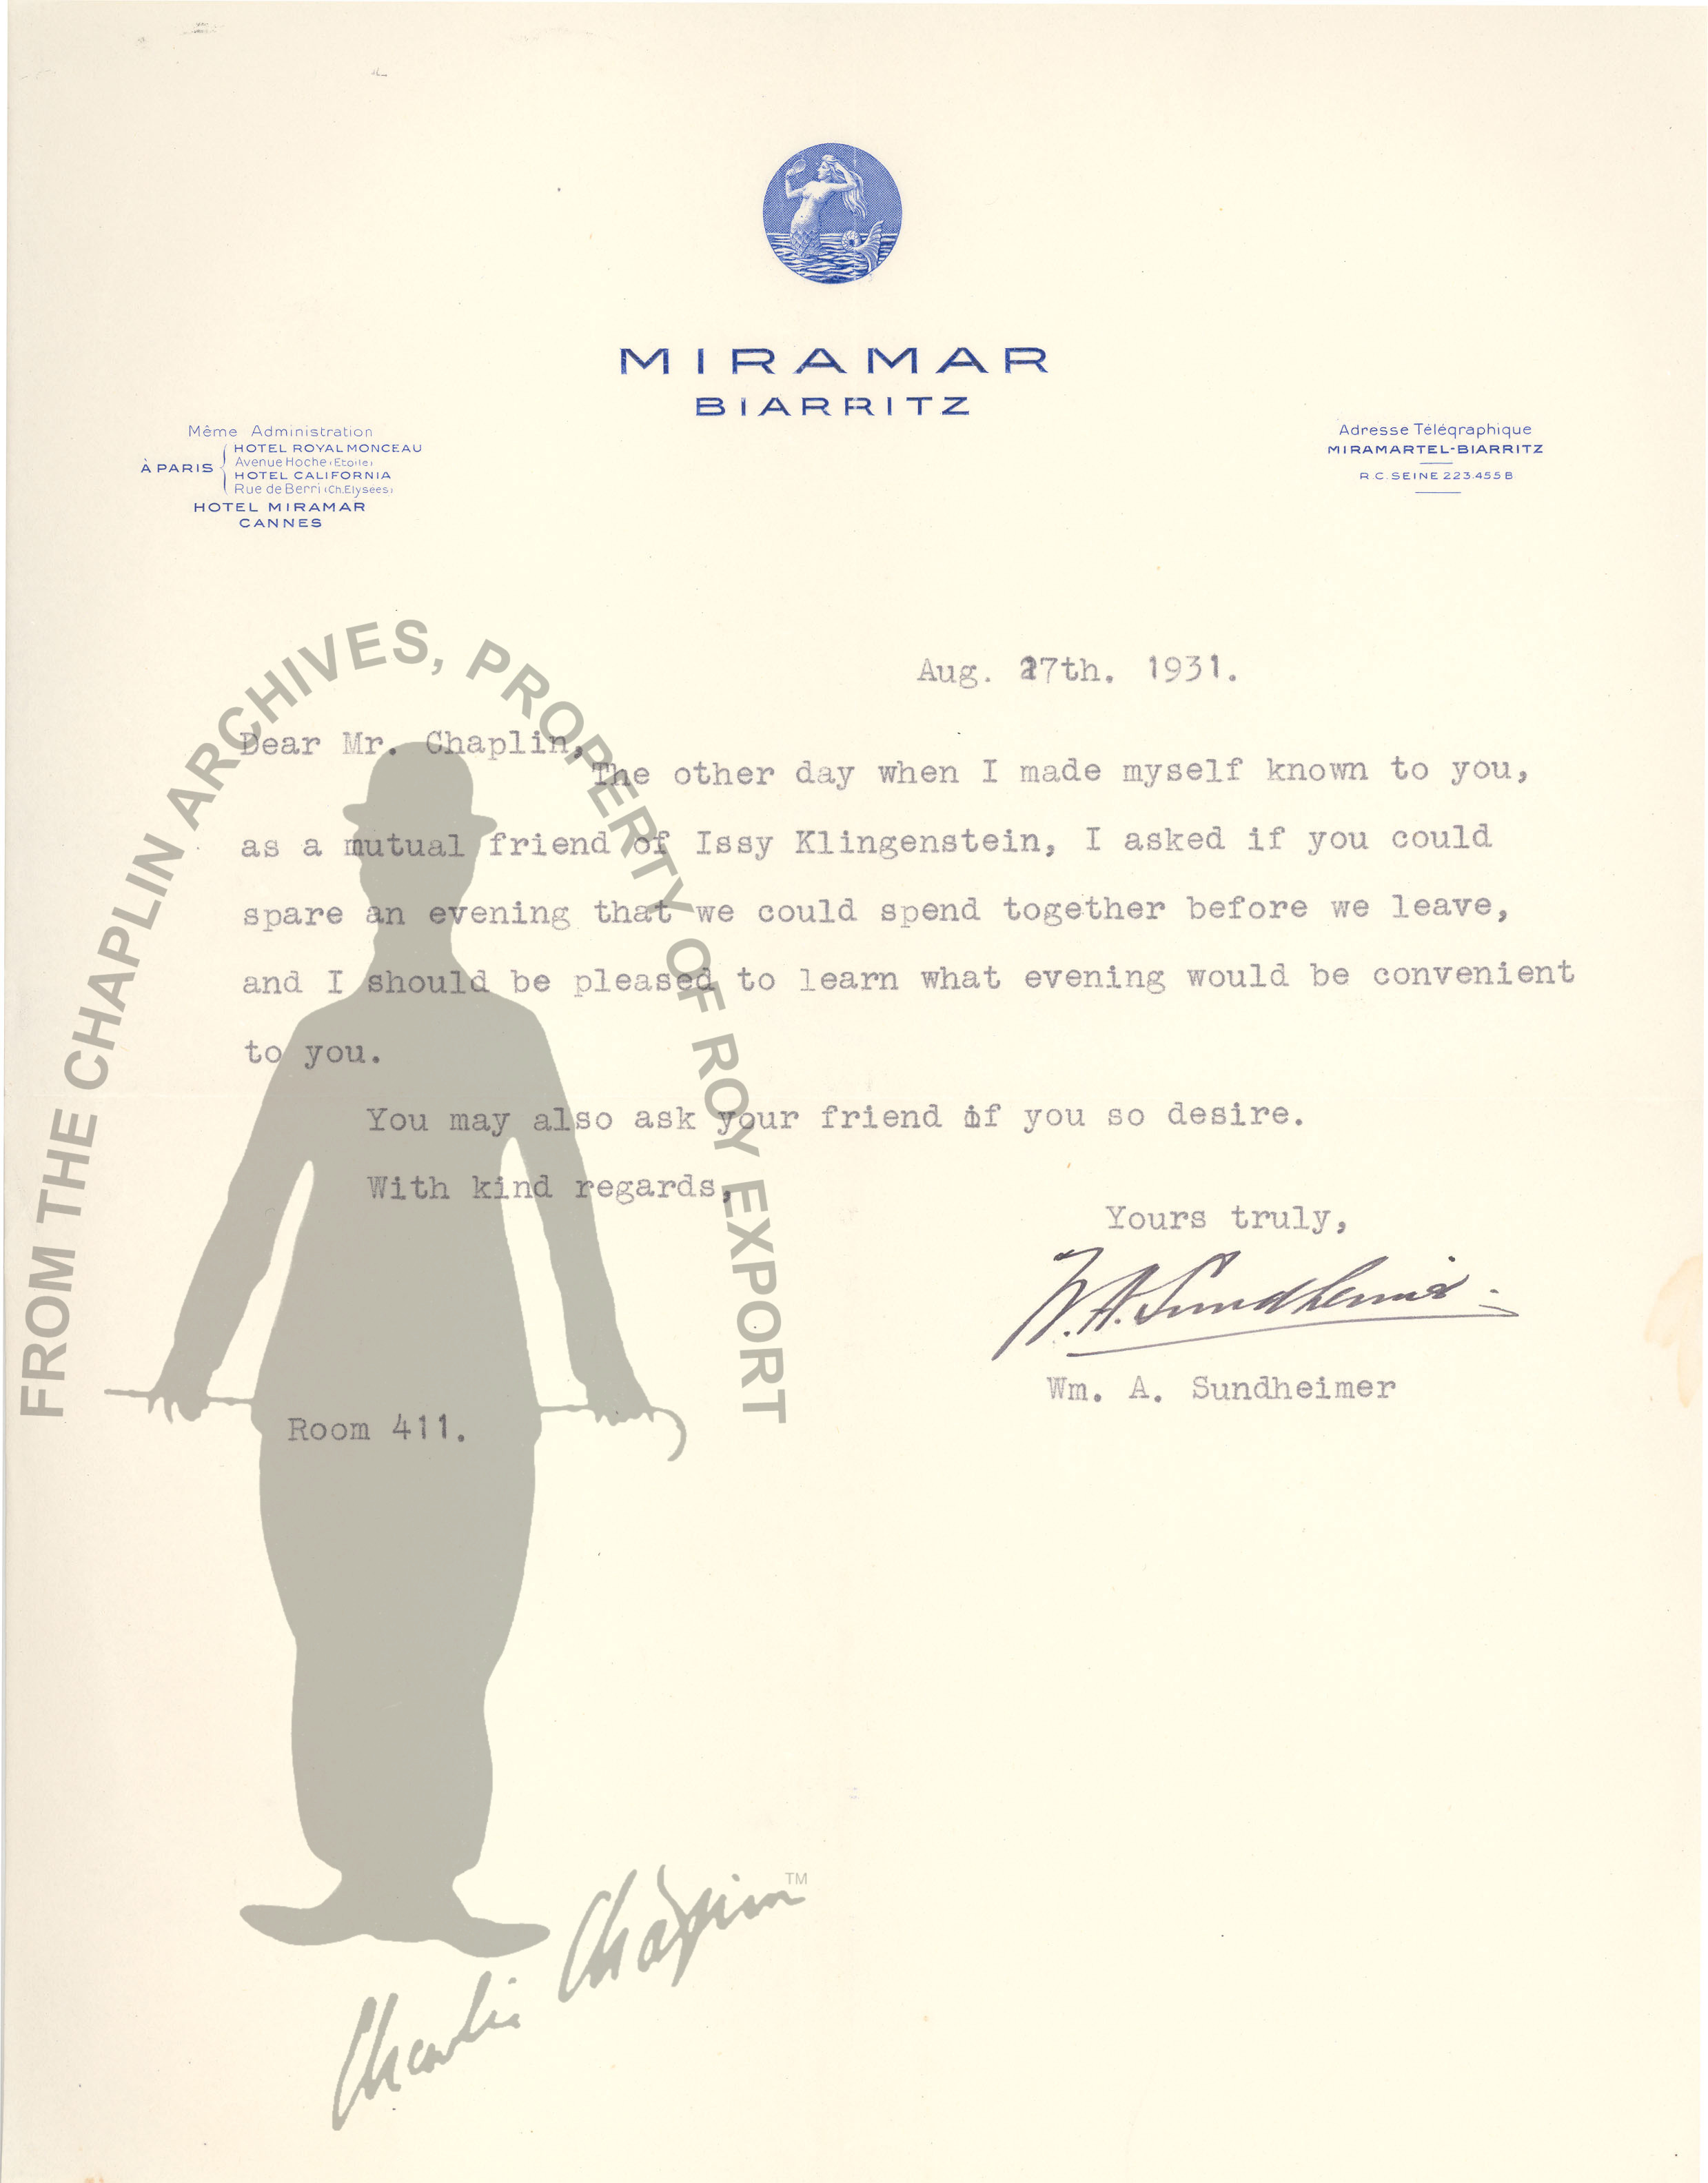 MIRAMAR
BIARRITZ
Même Administration
À PARIS
HOTEL ROYAL MONCEAU
Avenue Hoche (Etoile)
HOTEL CALIFORNIA
Rue de Berri (Ch. Elysees)
HOTEL MIRAMAR
CANNES
Adresse Télégraphique
MIRAMARTEL-BIARRITZ
R.C. SEINE 223.455 B
Aug. 27th. 1931.
Dear Mr. Chaplin,
The other day when I made myself known to you,
as a mutual friend of Issy Klingenstein, I asked if you could
spare an evening that we could spend together before we leave,
and I should be pleased to learn what evening would be convenient
to you.
You may also ask your friend if you so desire.
With kind regards,
Yours truly,
W. A. Sundheimer.
Wm. A. Sundheimer
Room 411.
FROM THE CHAPLIN ARCHIVES, PROPERTY OF ROY EXPORT
Charlie Chaplin TM